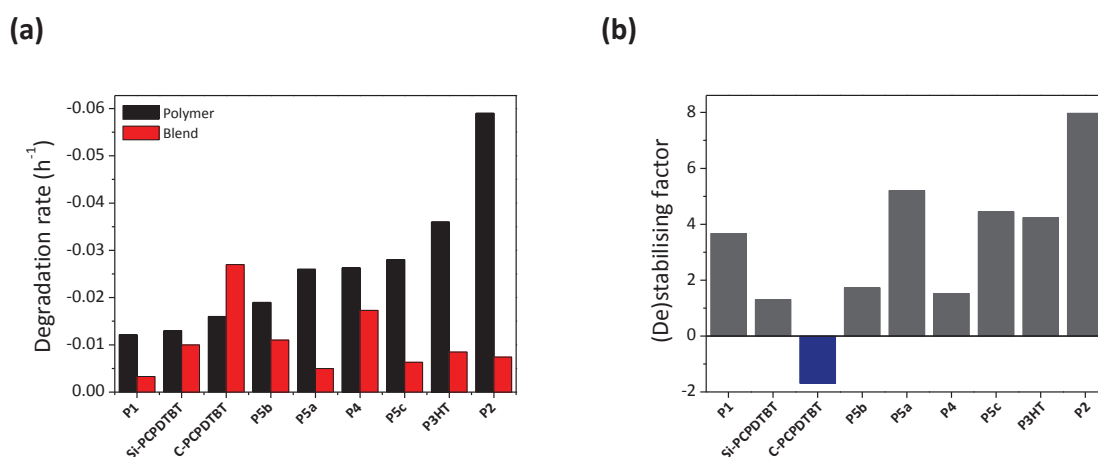 (a)
(b)
Degradation rate (h⁻¹)
-0.06
-0.05
-0.04
-0.03
-0.02
-0.01
0.00
Polymer
Blend
P1
Si-PCPDTBT
C-PCPDTBT
P5b
P5a
P4
P5c
P3HT
P2
(De)stabilising factor
8
6
4
2
0
-2
P1
Si-PCPDTBT
C-PCPDTBT
P5b
P5a
P4
P5c
P3HT
P2